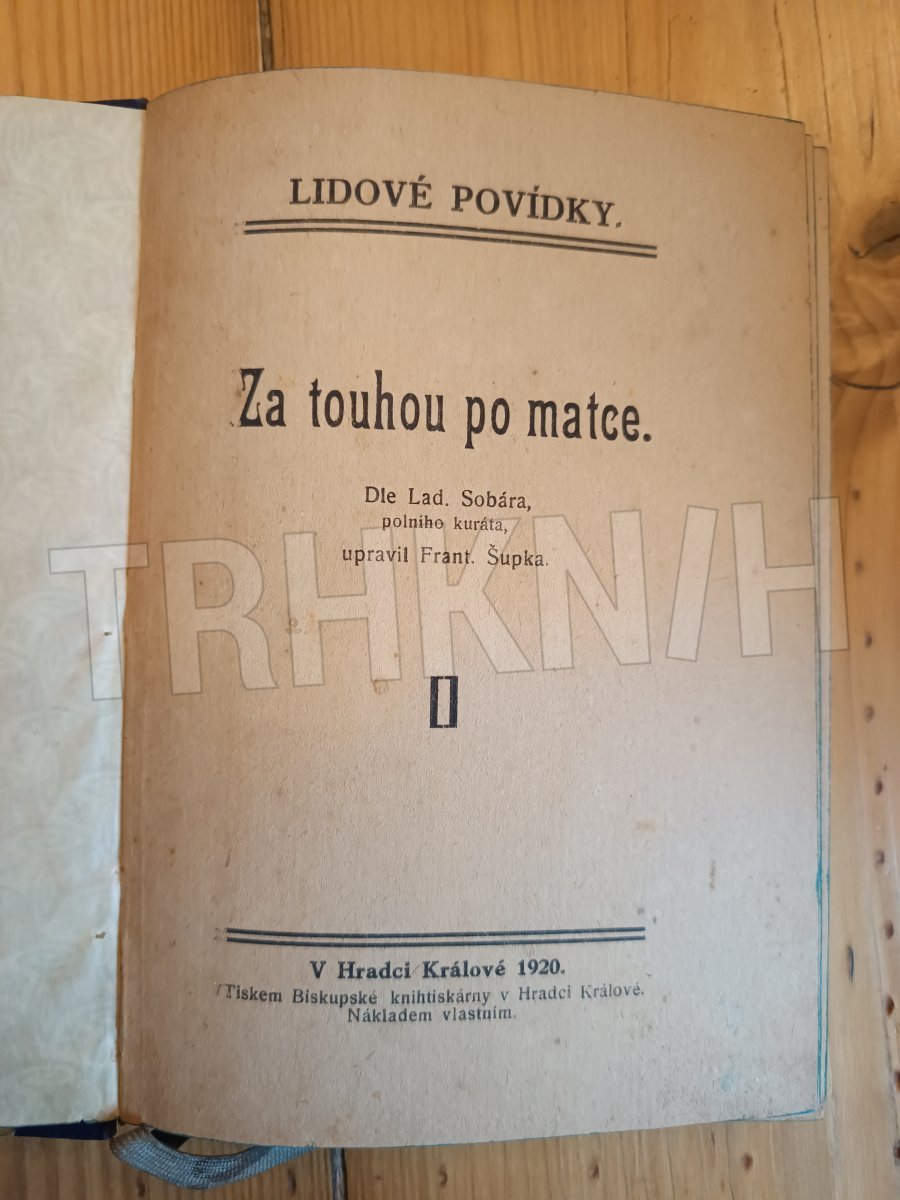 LIDOVÉ POVÍDKY.
Za touhou po matce.
Dle Lad. Sobára,
polního kuráta,
upravil Frant. Šupka.
TRHKNIH
V Hradci Králové 1920.
Tiskem Biskupské knihtiskárny v Hradci Králové.
Nákladem vlastním.